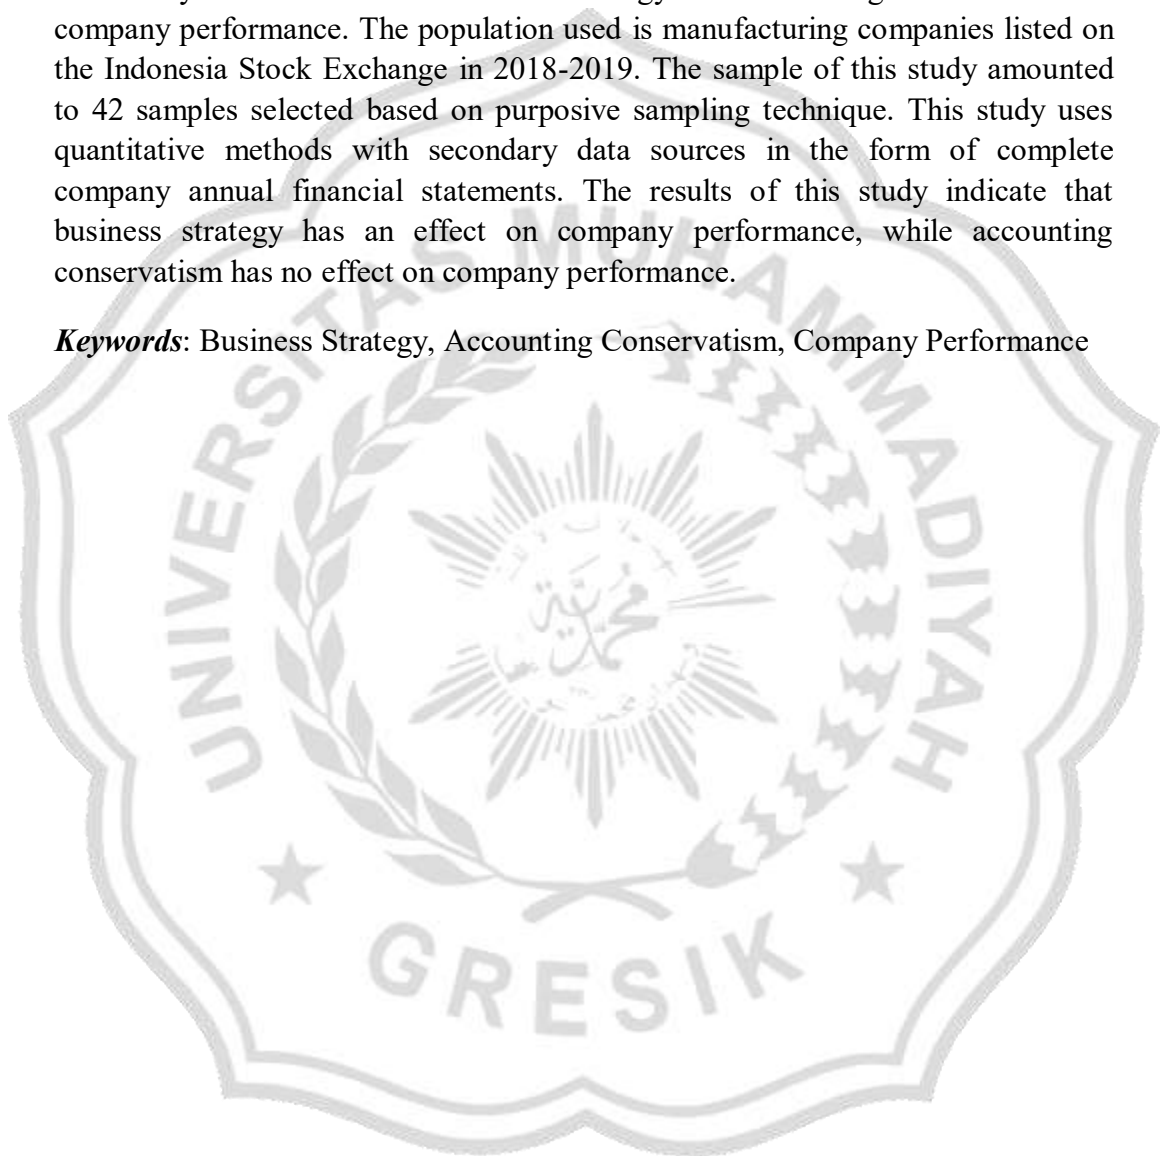 company performance. The population used is manufacturing companies listed on
the Indonesia Stock Exchange in 2018-2019. The sample of this study amounted
to 42 samples selected based on purposive sampling technique. This study uses
quantitative methods with secondary data sources in the form of complete
company annual financial statements. The results of this study indicate that
business strategy has an effect on company performance, while accounting
conservatism has no effect on company performance.
Keywords: Business Strategy, Accounting Conservatism, Company Performance
UNIVERSITAS MUHAMMADIYAH
محمد
GRESIK